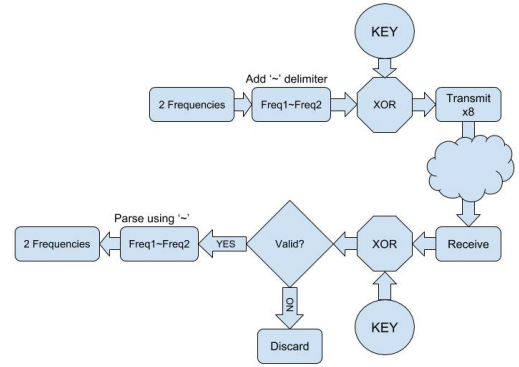 KEY
Add ‘~’ delimiter
2 Frequencies
Freq1~Freq2
XOR
Transmit
x8
Parse using ‘~’
2 Frequencies
Freq1~Freq2
YES
Valid?
XOR
Receive
NO
KEY
Discard